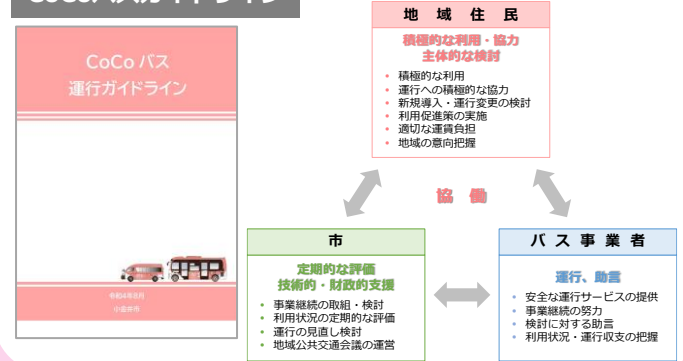 CoCoバスガイドライン
CoCo バス
運行ガイドライン
令和4年8月
小金井市
地域住民
積極的な利用・協力
主体的な検討
• 積極的な利用
• 運行への積極的な協力
• 新規導入・運行変更の検討
• 利用促進策の実施
• 適切な運賃負担
• 地域の意向把握
協働
市
定期的な評価
技術的・財政的支援
• 事業継続の取組・検討
• 利用状況の定期的な評価
• 運行の見直し検討
• 地域公共交通会議の運営
バス事業者
運行、助言
• 安全な運行サービスの提供
• 事業継続の努力
• 検討に対する助言
• 利用状況・運行収支の把握